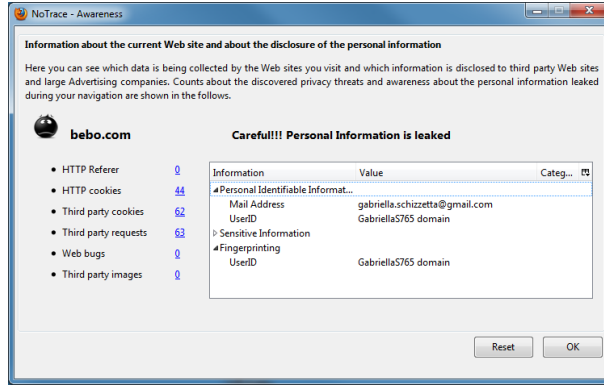 NoTrace - Awareness
Information about the current Web site and about the disclosure of the personal information
Here you can see which data is being collected by the Web sites you visit and which information is disclosed to third party Web sites
and large Advertising companies. Counts about the discovered privacy threats and awareness about the personal information leaked
during your navigation are shown in the follows.
bebo.com
Careful!!! Personal Information is leaked
HTTP Referer 0
HTTP cookies 44
Third party cookies 62
Third party requests 63
Web bugs 0
Third party images 0
Information Value Categ...
Personal Identifiable Informat...
Mail Address gabriella.schizzetta@gmail.com
UserID GabriellaS765 domain
Sensitive Information
Fingerprinting
UserID GabriellaS765 domain
Reset OK